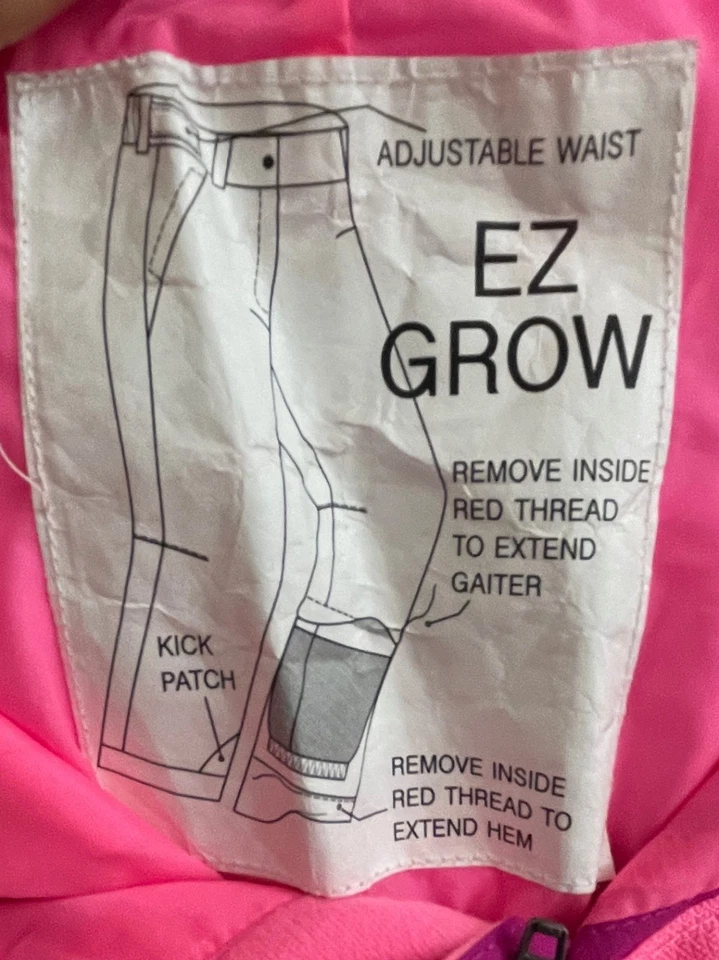 ADJUSTABLE WAIST
EZ
GROW
REMOVE INSIDE
RED THREAD
TO EXTEND
GAITER
KICK
PATCH
REMOVE INSIDE
RED THREAD TO
EXTEND HEM